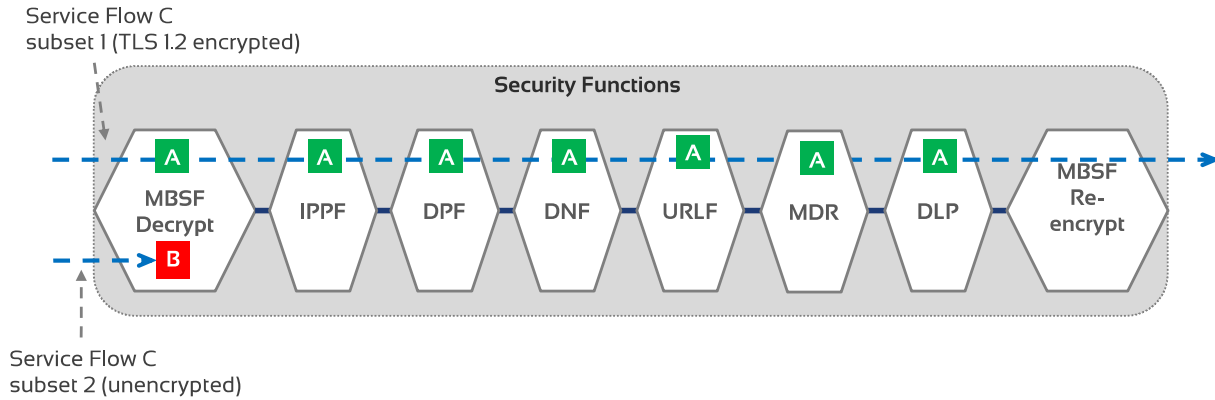 Service Flow C
subset 1 (TLS 1.2 encrypted)
Security Functions
A
A
A
A
A
A
A
MBSF
Decrypt
IPPF
DPF
DNF
URLF
MDR
DLP
MBSF
Re-
encrypt
B
Service Flow C
subset 2 (unencrypted)